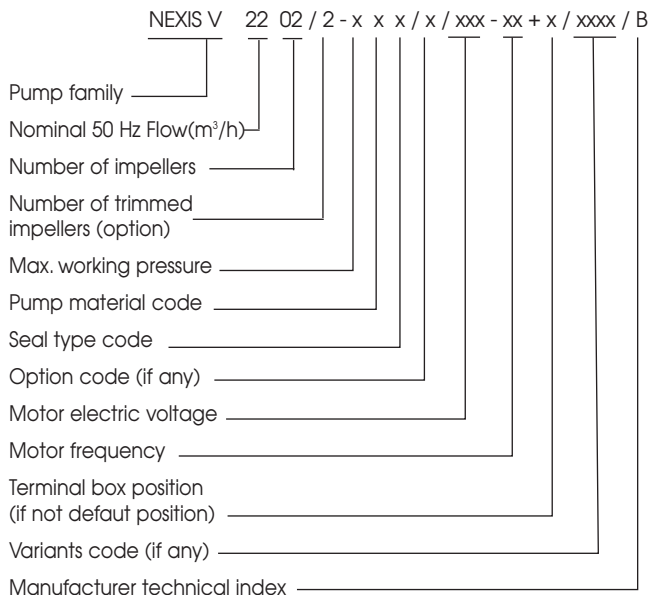 NEXIS V 22 02 / 2 - x x x / x / xxx - xx + x / xxxx / B
Pump family
Nominal 50 Hz Flow(m³/h)
Number of impellers
Number of trimmed
impellers (option)
Max. working pressure
Pump material code
Seal type code
Option code (if any)
Motor electric voltage
Motor frequency
Terminal box position
(if not defaut position)
Variants code (if any)
Manufacturer technical index